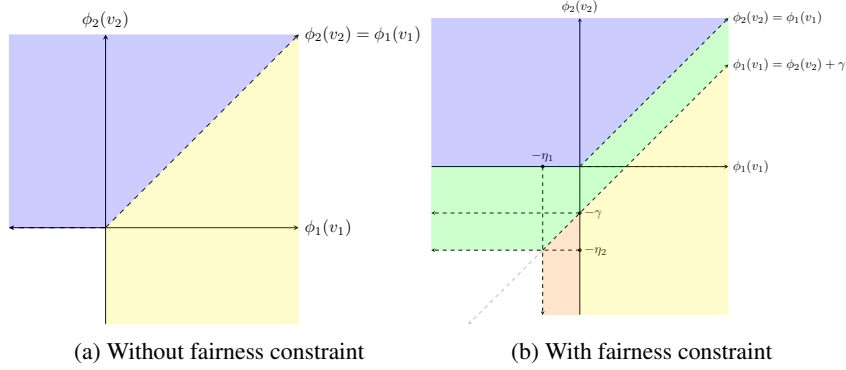 ϕ₂(v₂)
ϕ₂(v₂) = ϕ₁(v₁)
ϕ₁(v₁)
(a) Without fairness constraint
ϕ₂(v₂)
ϕ₂(v₂) = ϕ₁(v₁)
ϕ₁(v₁) = ϕ₂(v₂) + γ
−η₁
ϕ₁(v₁)
−γ
−η₂
(b) With fairness constraint